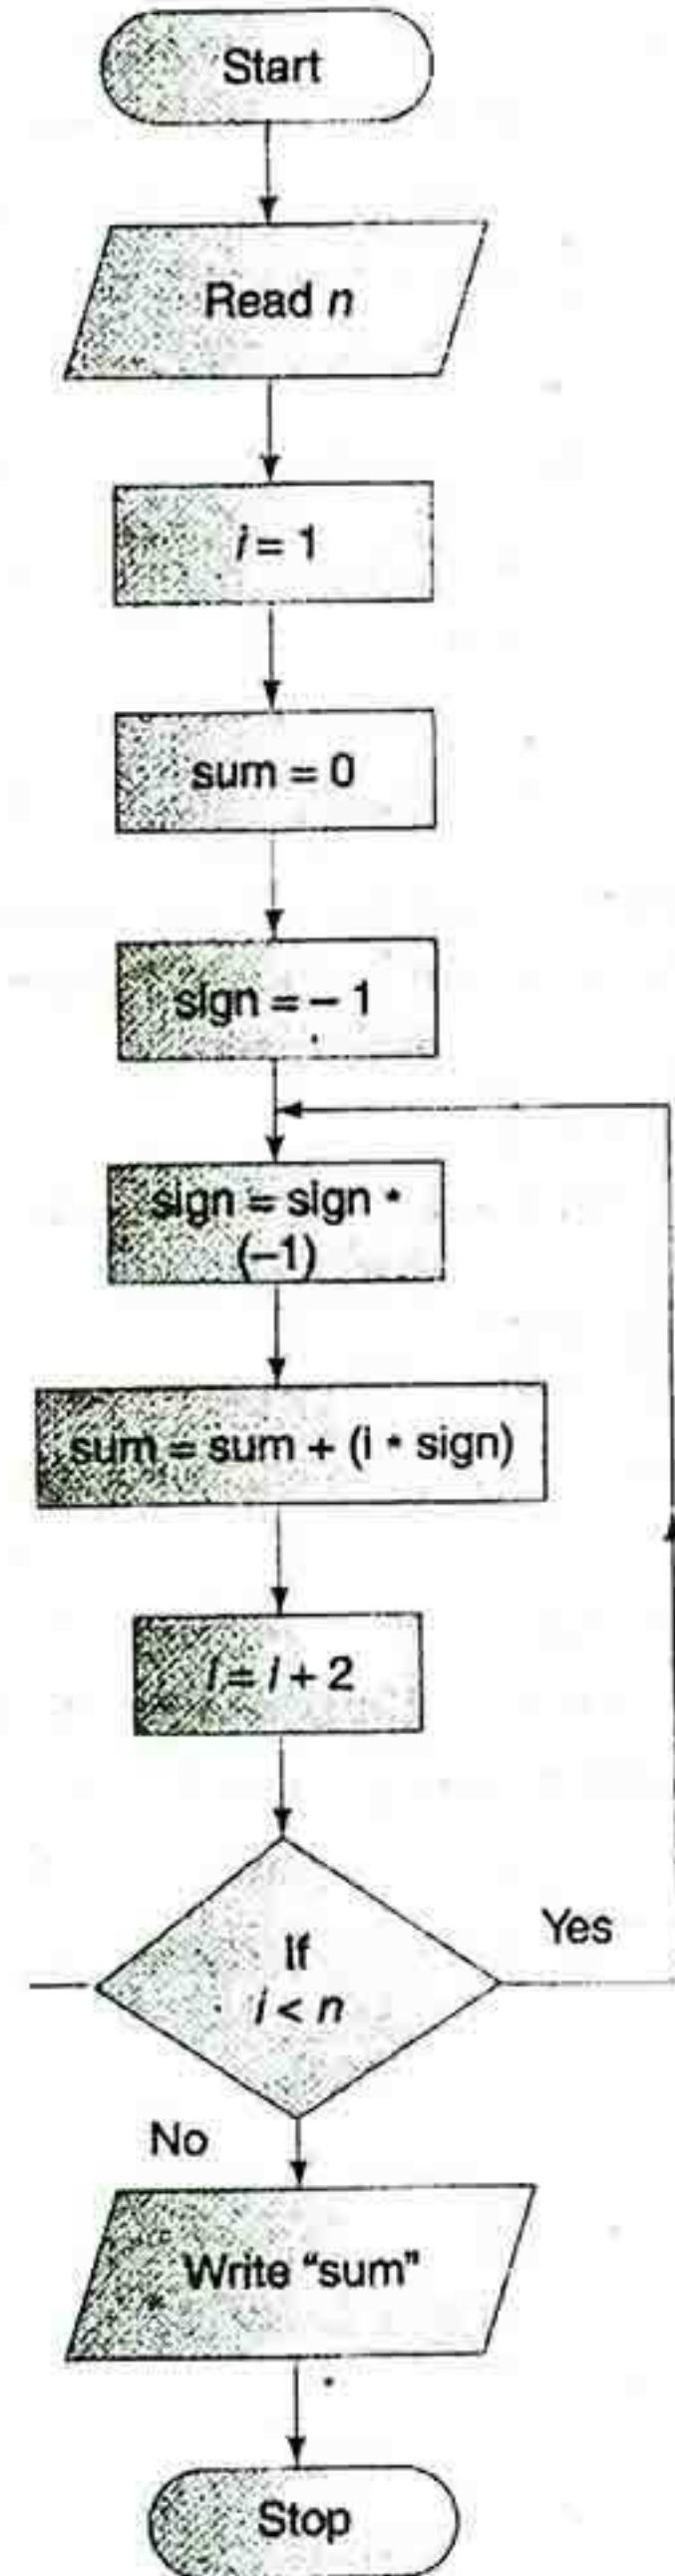 Start
Read n
i = 1
sum = 0
sign = – 1
sign = sign *
(–1)
sum = sum + (i * sign)
i = i + 2
If
i < n
Yes
No
Write “sum”
Stop